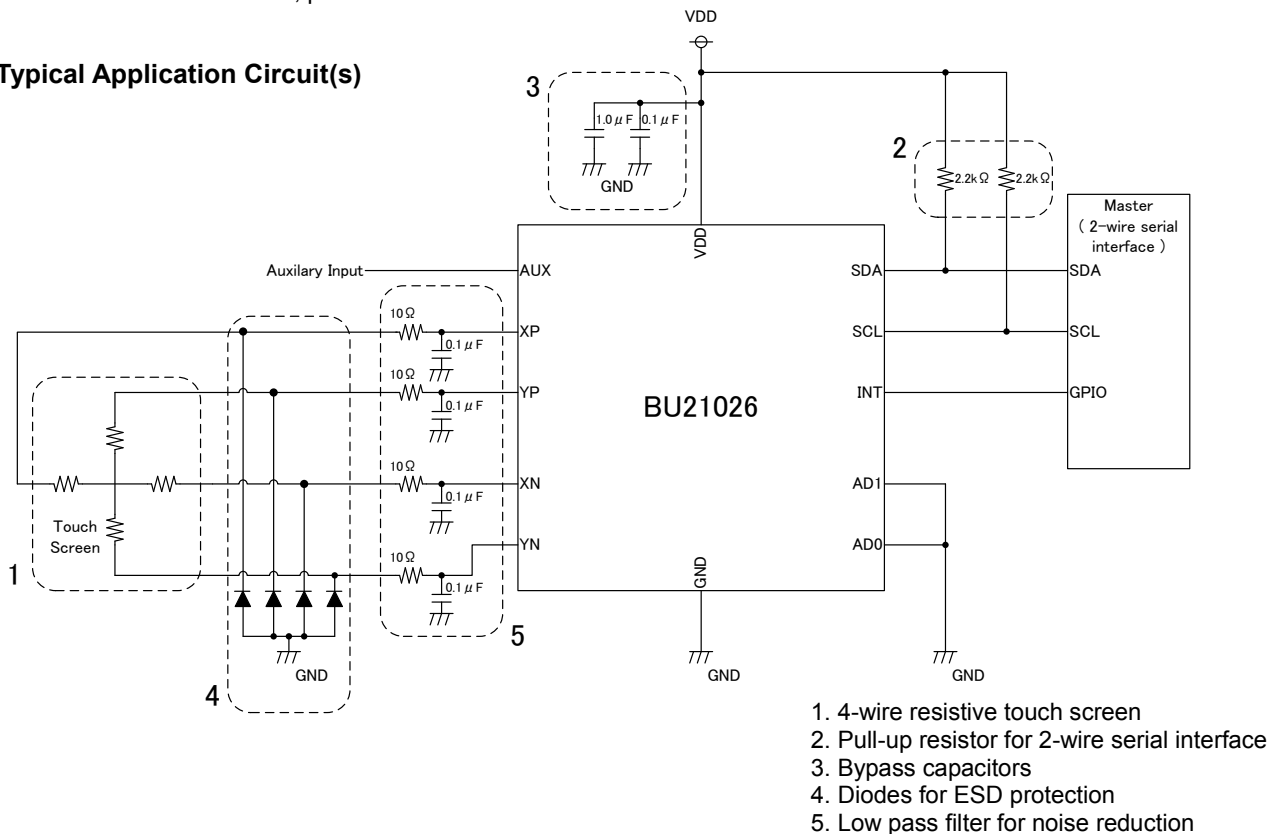 VDD
Typical Application Circuit(s)
3
1.0μF
0.1μF
GND
2
2.2kΩ
2.2kΩ
Master
( 2-wire serial
interface )
VDD
Auxilary Input
AUX
SDA
SDA
10Ω
XP
0.1μF
SCL
SCL
10Ω
YP
0.1μF
BU21026
INT
GPIO
10Ω
XN
0.1μF
AD1
Touch
Screen
YN
10Ω
0.1μF
AD0
1
GND
5
GND
4
GND
GND
1. 4-wire resistive touch screen
2. Pull-up resistor for 2-wire serial interface
3. Bypass capacitors
4. Diodes for ESD protection
5. Low pass filter for noise reduction